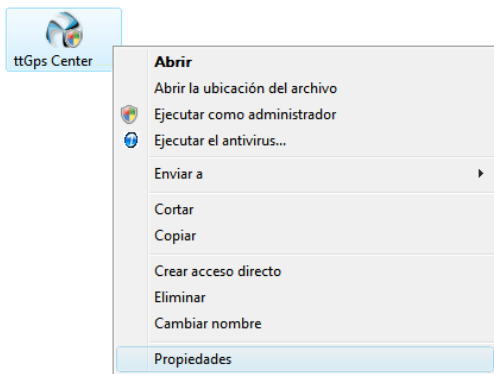 ttGps Center
Abrir
Abrir la ubicación del archivo
Ejecutar como administrador
Ejecutar el antivirus...
Enviar a
Cortar
Copiar
Crear acceso directo
Eliminar
Cambiar nombre
Propiedades